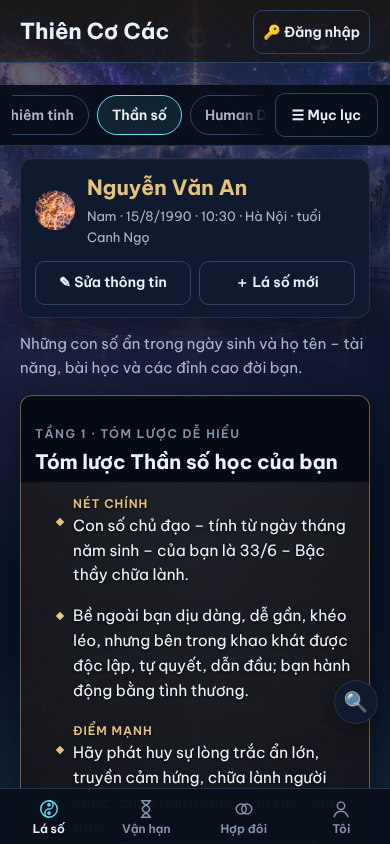 Thiên Cơ Các
🔑 Đăng nhập
hiêm tinh
Thần số
Human D
☰ Mục lục
Nguyễn Văn An
Nam · 15/8/1990 · 10:30 · Hà Nội · tuổi
Canh Ngọ
✎ Sửa thông tin
+ Lá số mới
Những con số ẩn trong ngày sinh và họ tên – tài
năng, bài học và các đỉnh cao đời bạn.
TẦNG 1 · TÓM LƯỢC DỄ HIỂU
Tóm lược Thần số học của bạn
NÉT CHÍNH
Con số chủ đạo – tính từ ngày tháng
năm sinh – của bạn là 33/6 – Bậc
thầy chữa lành.
Bề ngoài bạn dịu dàng, dễ gần, khéo
léo, nhưng bên trong khao khát được
độc lập, tự quyết, dẫn đầu; bạn hành
động bằng tình thương.
ĐIỂM MẠNH
Hãy phát huy sự lòng trắc ẩn lớn,
truyền cảm hứng, chữa lành người
Lá số
Vận hạn
Hợp đôi
Tôi